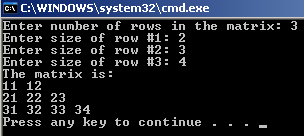 C:\WINDOWS\system32\cmd.exe
Enter number of rows in the matrix: 3
Enter size of row #1: 2
Enter size of row #2: 3
Enter size of row #3: 4
The matrix is:
11 12
21 22 23
31 32 33 34
Press any key to continue . . . _